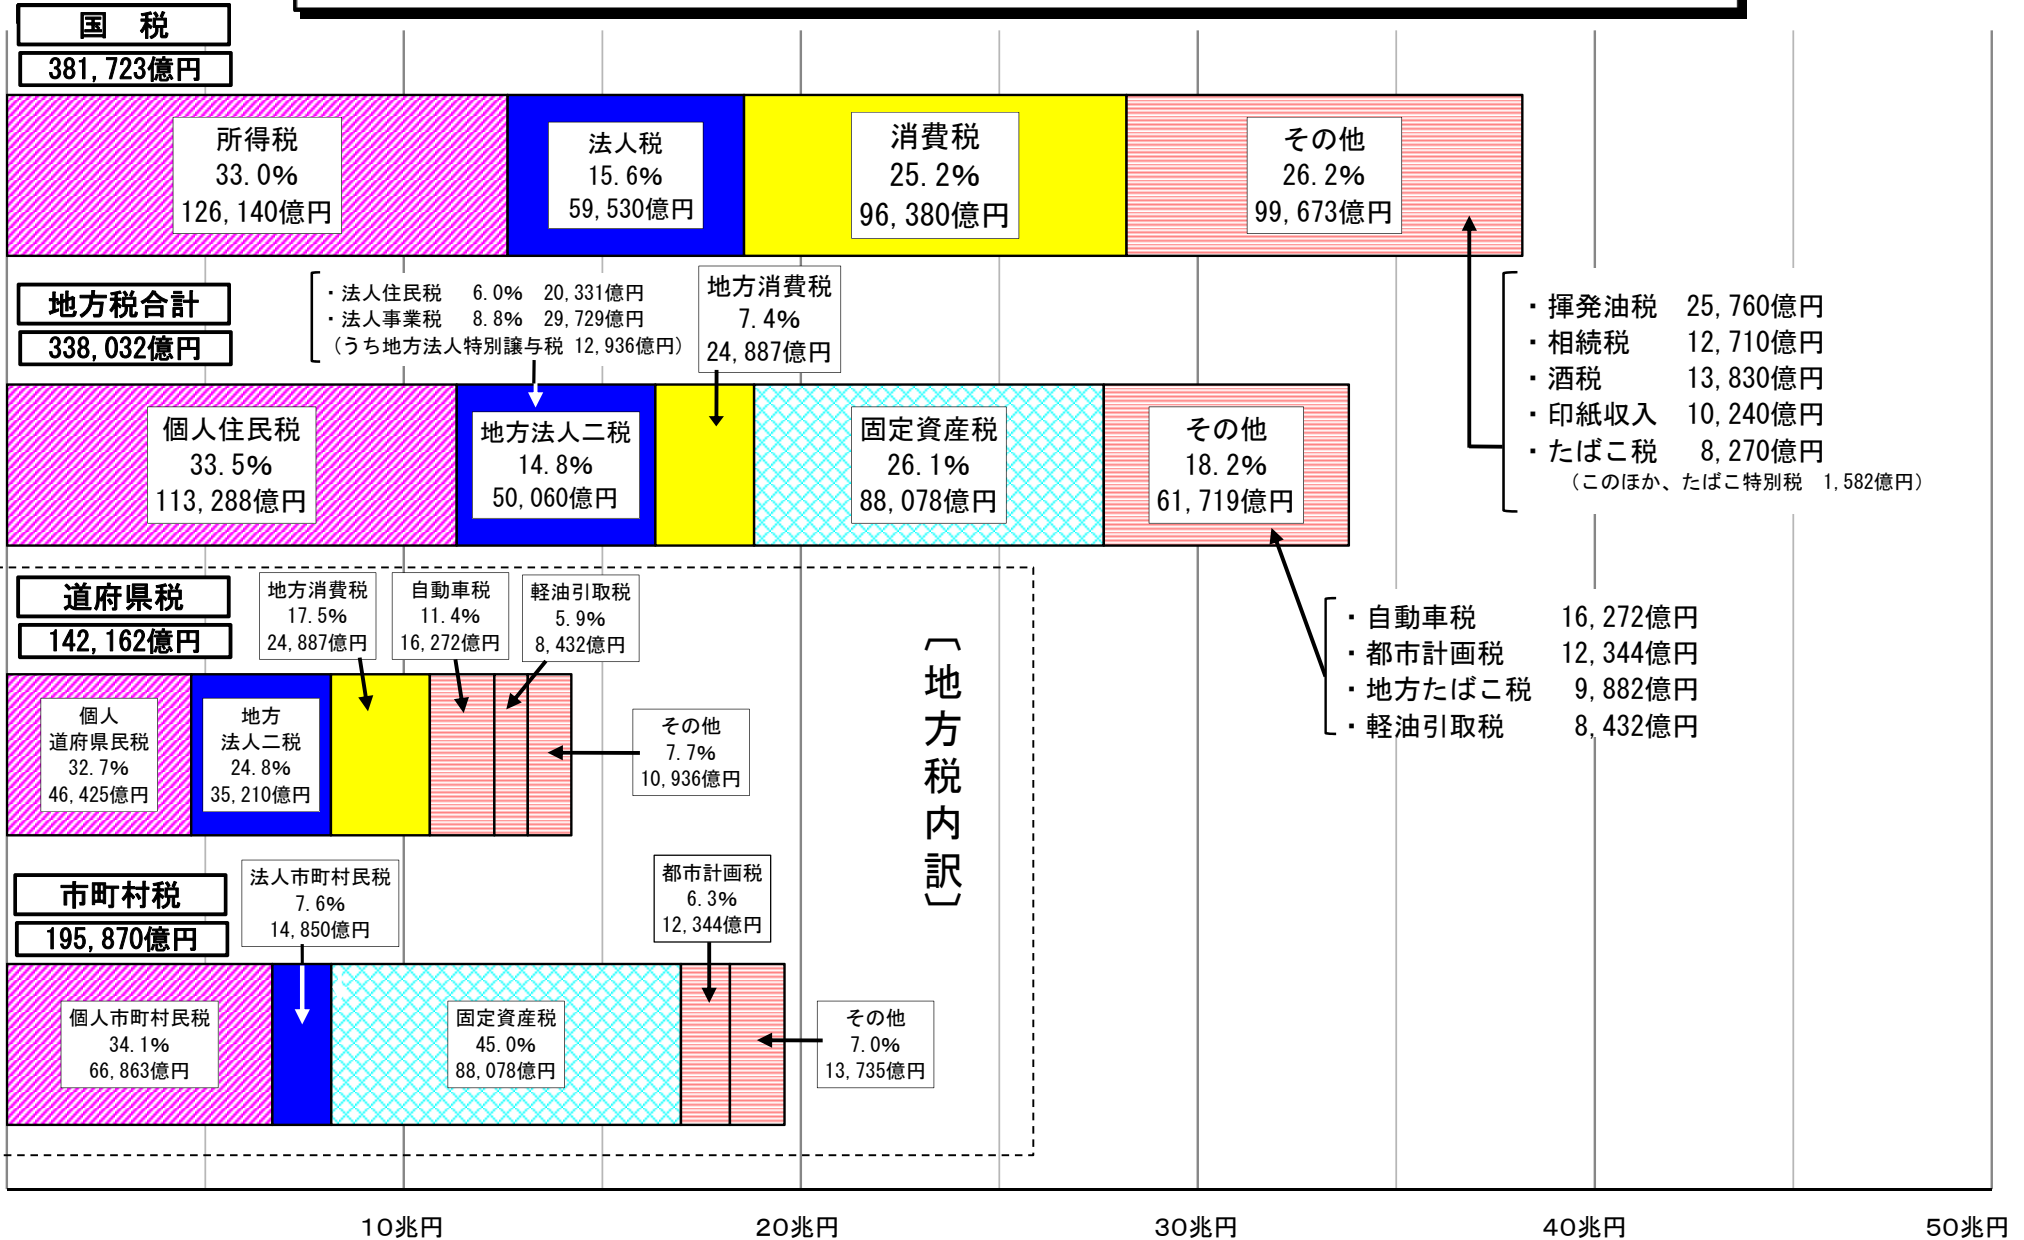 国　税
381,723億円
所得税
33.0%
126,140億円
法人税
15.6%
59,530億円
消費税
25.2%
96,380億円
その他
26.2%
99,673億円
・揮発油税　25,760億円
・相続税　12,710億円
・酒税　13,830億円
・印紙収入　10,240億円
・たばこ税　8,270億円
（このほか、たばこ特別税　1,582億円）
地方税合計
338,032億円
・法人住民税　6.0%　20,331億円
・法人事業税　8.8%　29,729億円
（うち地方法人特別譲与税 12,936億円）
地方消費税
7.4%
24,887億円
個人住民税
33.5%
113,288億円
地方法人二税
14.8%
50,060億円
固定資産税
26.1%
88,078億円
その他
18.2%
61,719億円
・自動車税　16,272億円
・都市計画税　12,344億円
・地方たばこ税　9,882億円
・軽油引取税　8,432億円
道府県税
142,162億円
地方消費税
17.5%
24,887億円
自動車税
11.4%
16,272億円
軽油引取税
5.9%
8,432億円
個人
道府県民税
32.7%
46,425億円
地方
法人二税
24.8%
35,210億円
その他
7.7%
10,936億円
〔地方税内訳〕
市町村税
195,870億円
法人市町村民税
7.6%
14,850億円
都市計画税
6.3%
12,344億円
個人市町村民税
34.1%
66,863億円
固定資産税
45.0%
88,078億円
その他
7.0%
13,735億円
10兆円
20兆円
30兆円
40兆円
50兆円